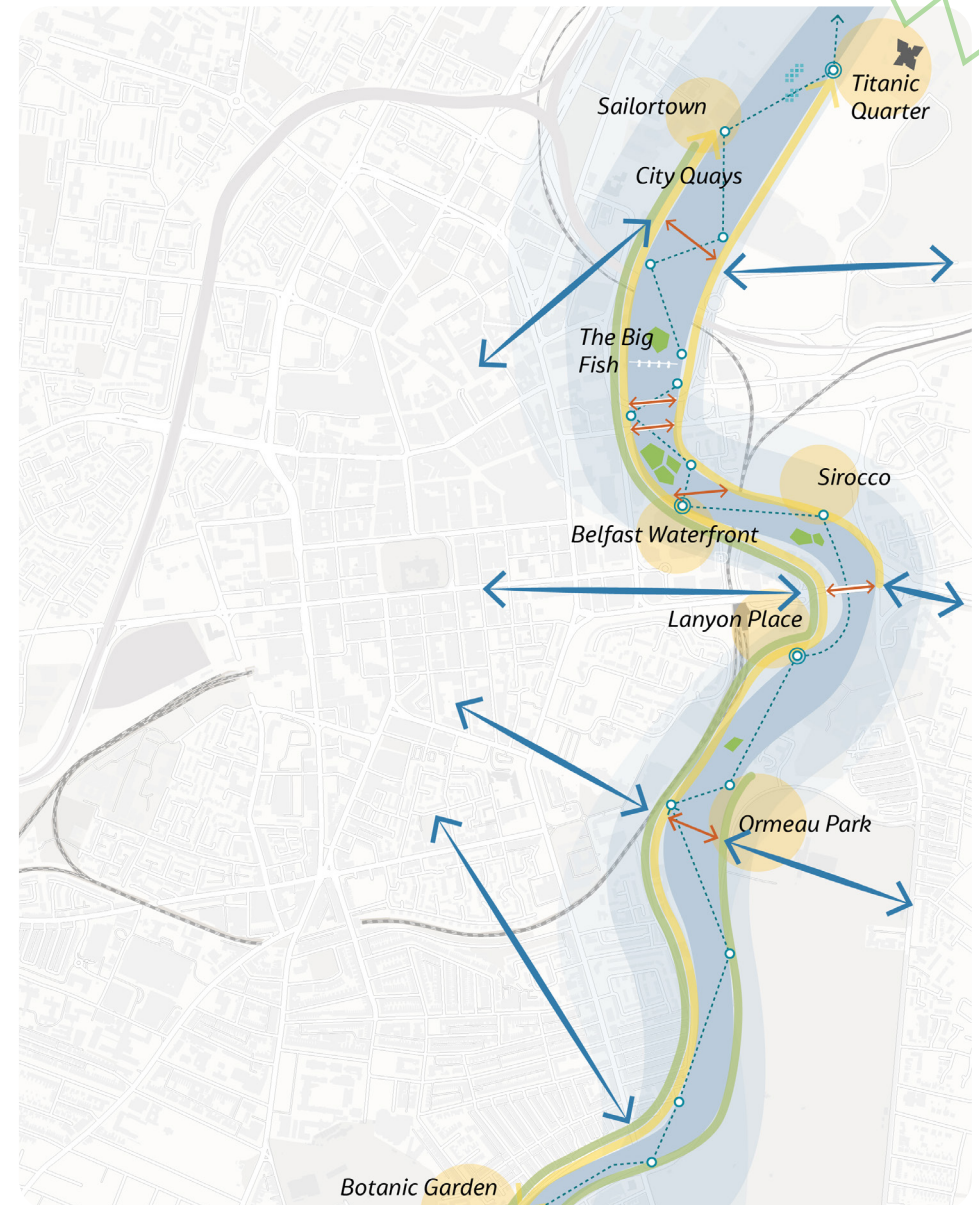 Titanic
Quarter
Sailortown
City Quays
The Big
Fish
Sirocco
Belfast Waterfront
Lanyon Place
Ormeau Park
Botanic Garden